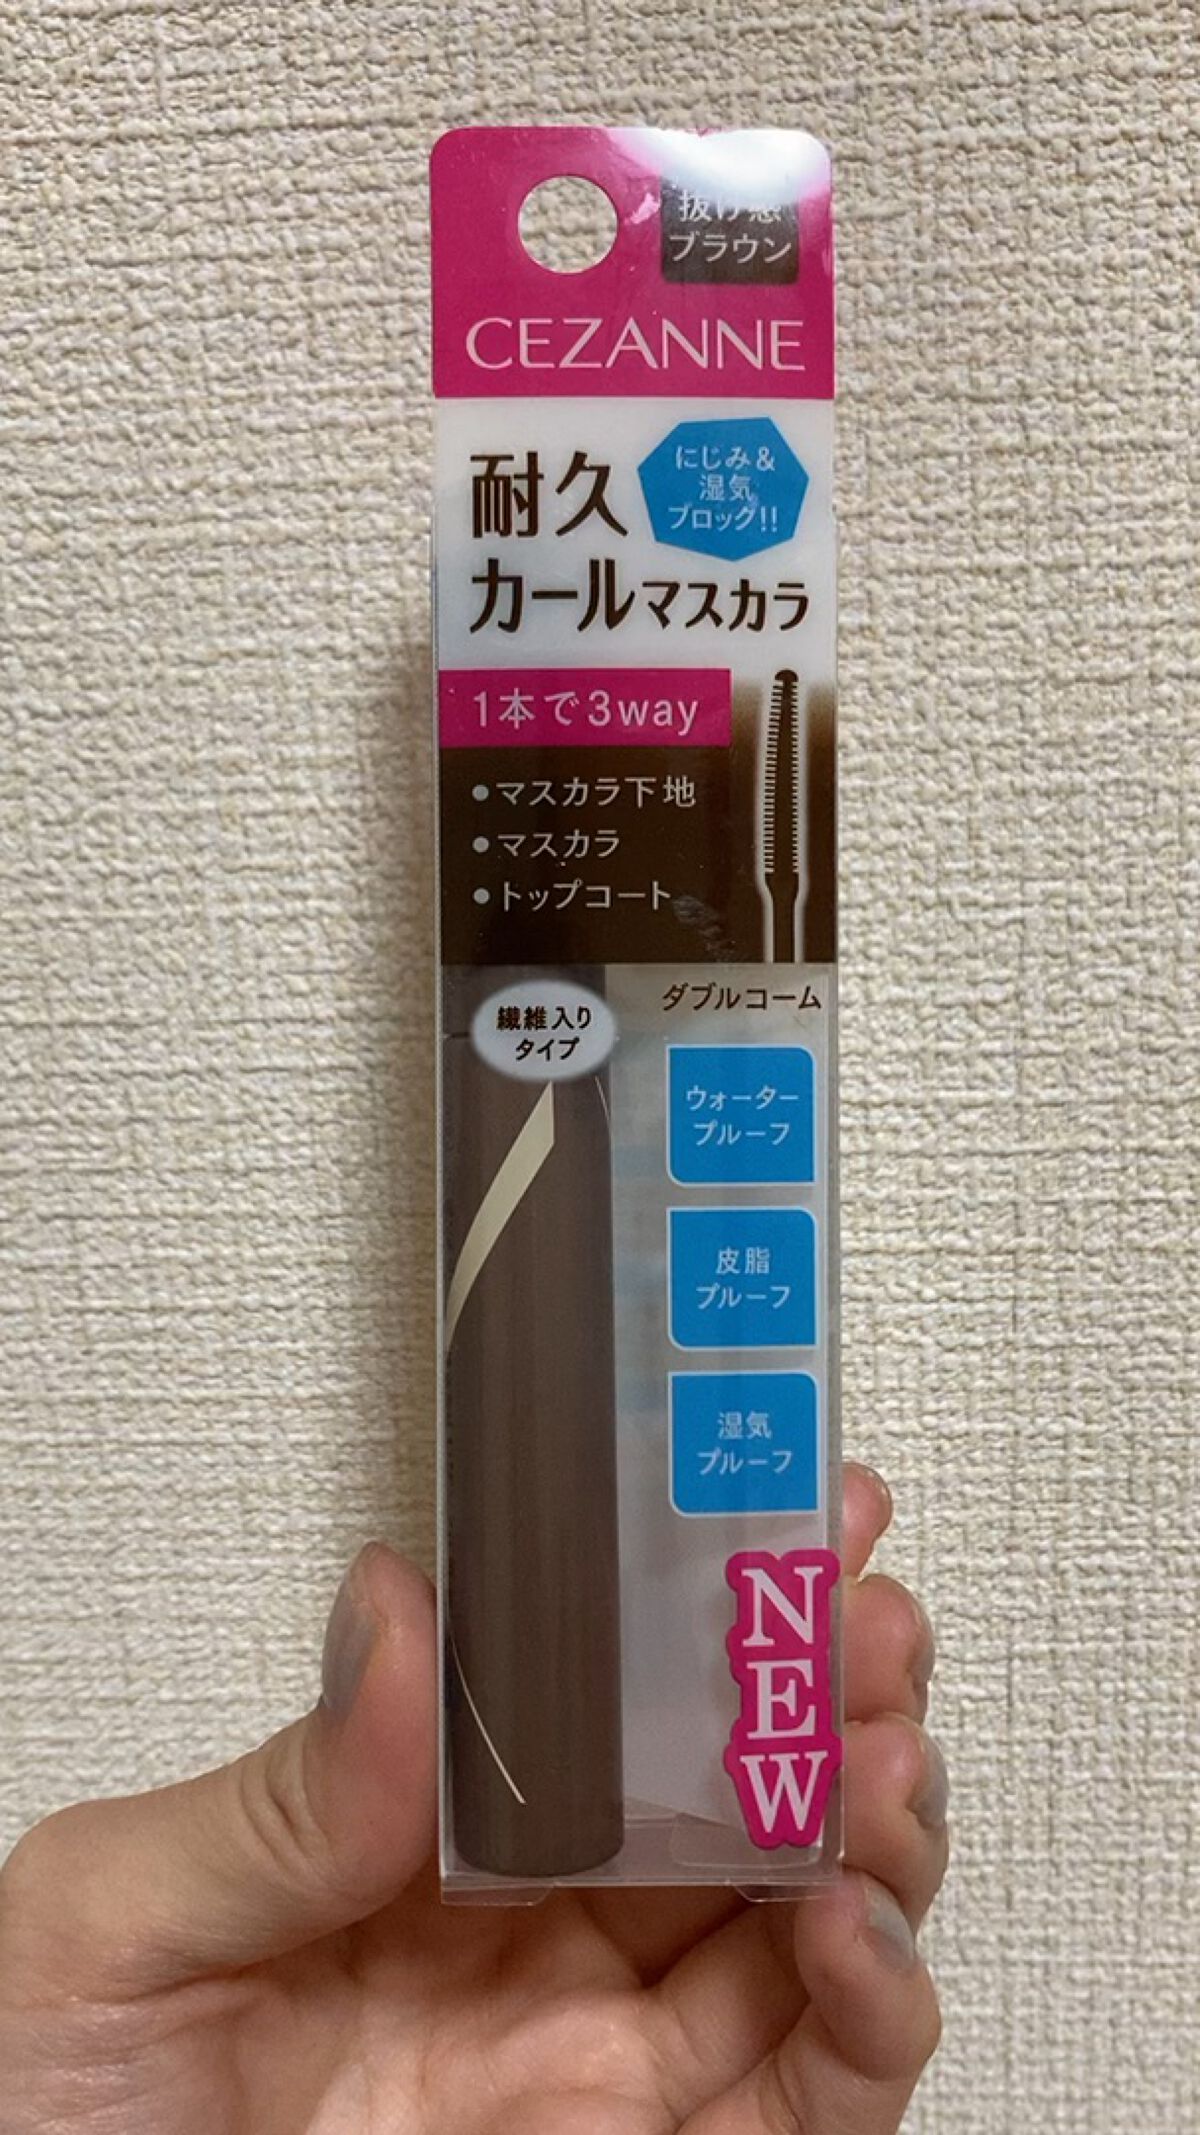 抜け感
ブラウン
CEZANNE
耐久
カールマスカラ
にじみ&
湿気
ブロック!!
1本で3way
•マスカラ下地
•マスカラ
•トップコート
ダブルコーム
繊維入り
タイプ
ウォーター
プルーフ
皮脂
プルーフ
湿気
プルーフ
NEW